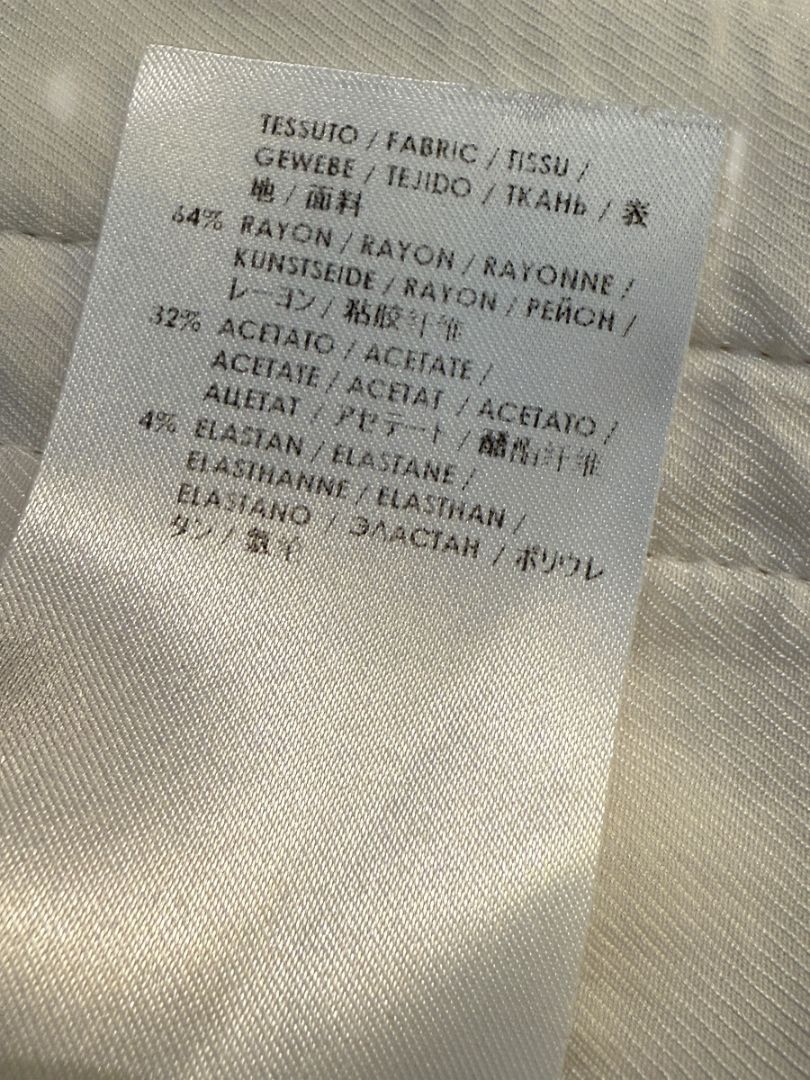 TESSUTO / FABRIC / TISSU /
GEWEBE / TEJIDO / ТКАНЬ / 表
地 / 面料
64% RAYON / RAYON / RAYONNE /
KUNSTSEIDE / RAYON / РЕЙОН /
レーヨン / 粘胶纤维
32% ACETATO / ACETATE /
ACETATE / ACETAT / ACETATO /
АЦЕТАТ / アセテート / 醋酯纤维
4% ELASTAN / ELASTANE /
ELASTHANNE / ELASTHAN /
ELASTANO / ЭЛАСТАН / ポリウレ
タン / 氨纶